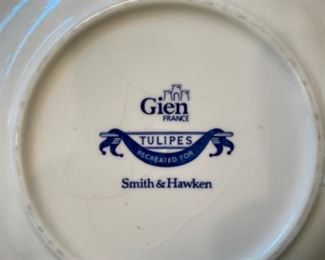 Gien
FRANCE
TULIPES
RECREATED FOR
Smith & Hawken